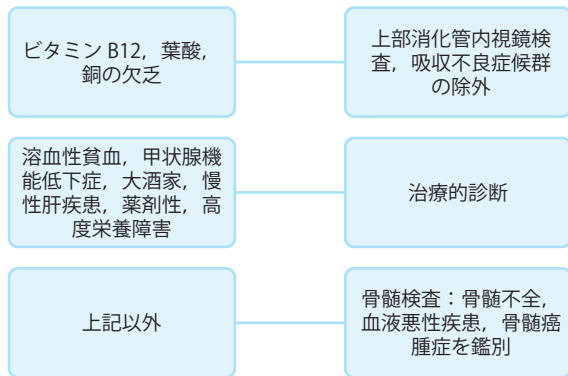 ビタミン B12，葉酸，
銅の欠乏
上部消化管内視鏡検
査，吸収不良症候群
の除外
溶血性貧血，甲状腺機
能低下症，大酒家，慢
性肝疾患，薬剤性，高
度栄養障害
治療的診断
上記以外
骨髄検査：骨髄不全，
血液悪性疾患，骨髄癌
腫症を鑑別